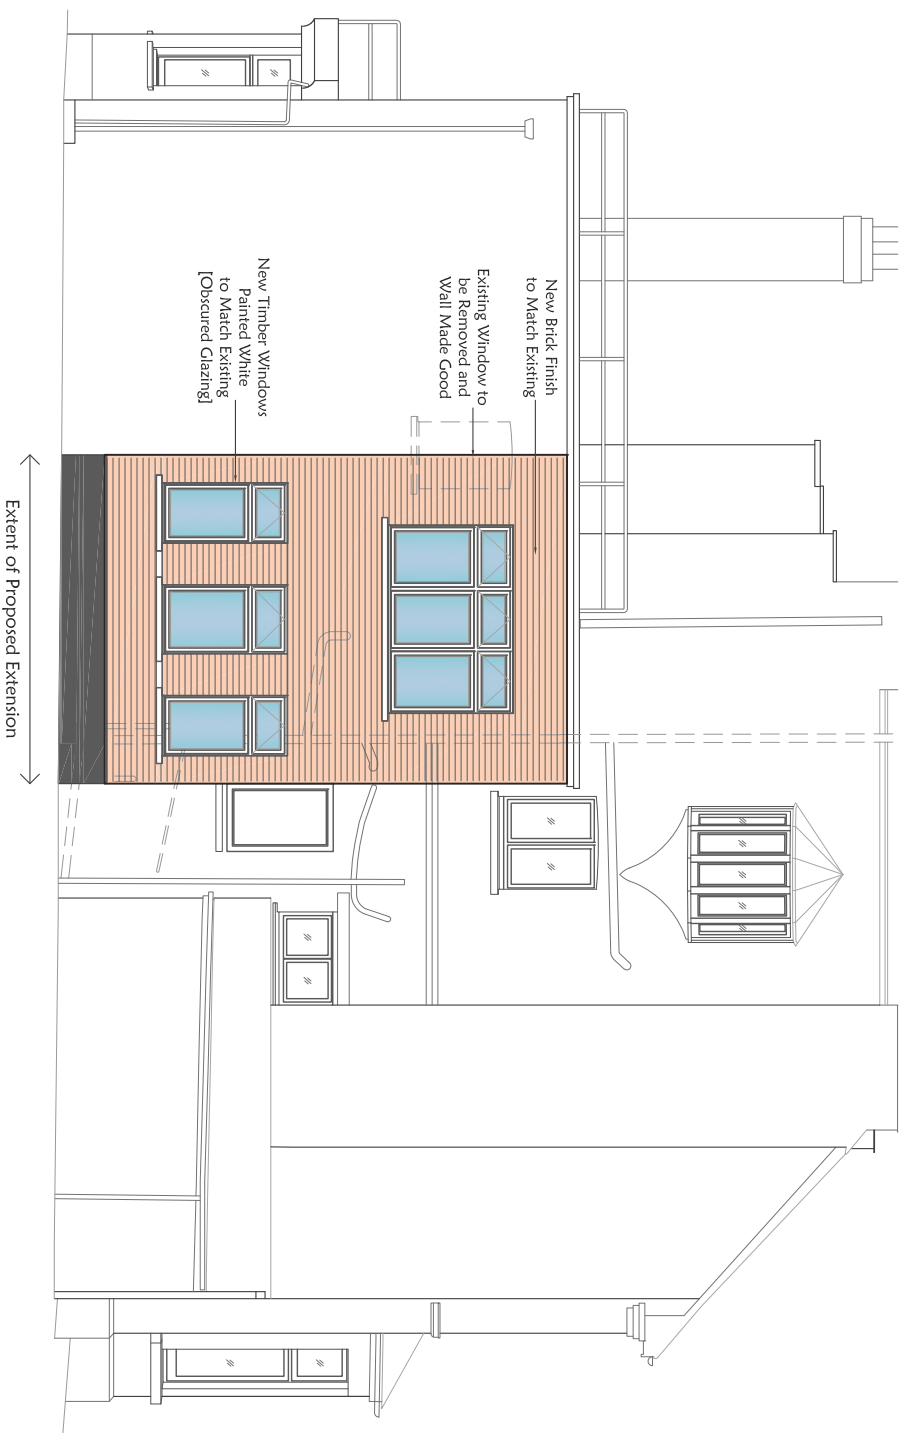 New Brick Finish
to Match Existing
Existing Window to
be Removed and
Wall Made Good
New Timber Windows
Painted White
to Match Existing
[Obscured Glazing]
Extent of Proposed Extension